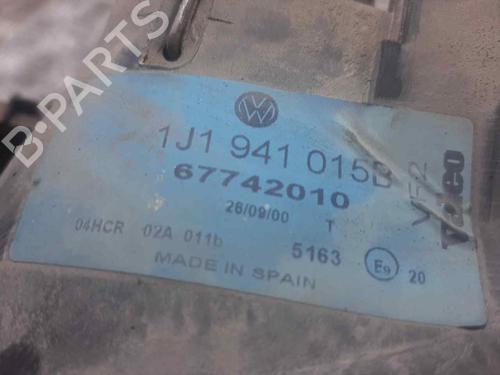 VW
1J1 941 015B
67742010
26/09/00 T
04HCR 02A 011b 5163 E9 20
MADE IN SPAIN
VF2
Valeo
B-PARTS